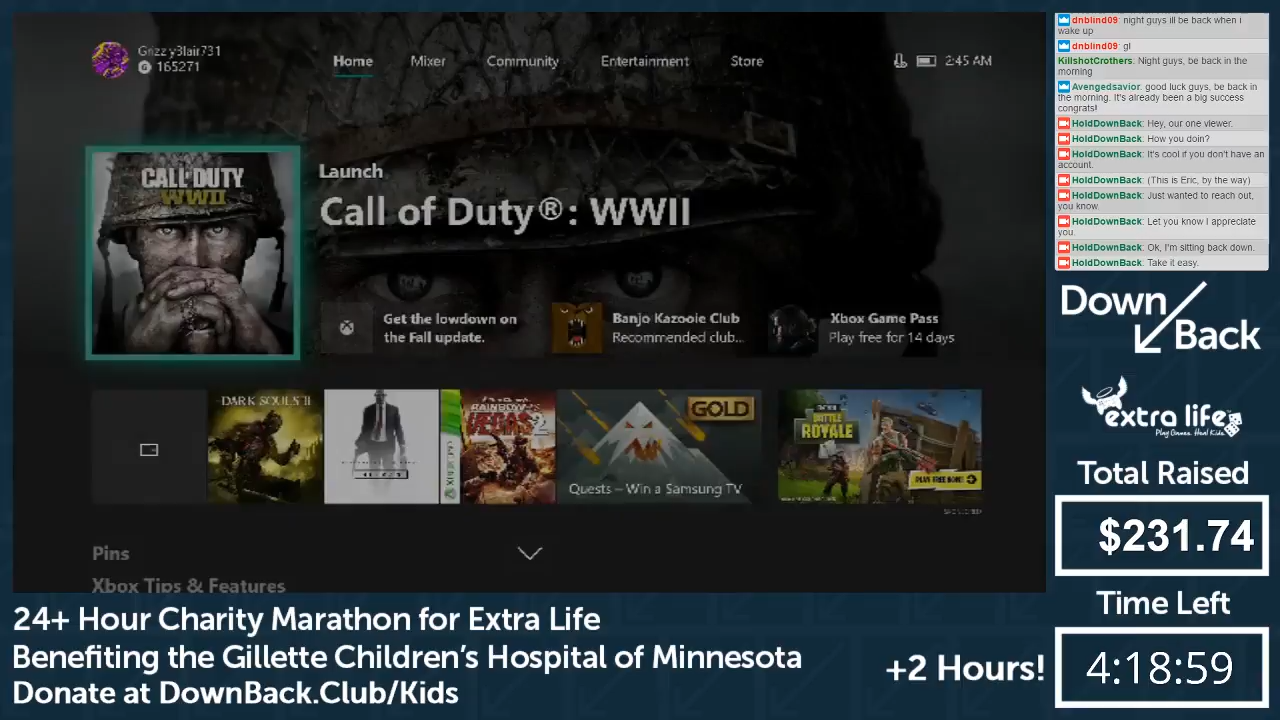 Grizzly3lair731
165271
Home
Mixer
Community
Entertainment
Store
2:45 AM
CALL OF DUTY
WWII
Launch
Call of Duty®: WWII
Get the lowdown on
the Fall update.
Banjo Kazooie Club
Recommended club...
Xbox Game Pass
Play free for 14 days
DARK SOULS II
RAINBOW SIX
VEGAS 2
GOLD
Quests – Win a Samsung TV
BATTLE
ROYALE
PLAY FREE NOW!
Pins
Xbox Tips & Features
dnblind09: night guys ill be back when i
wake up
dnblind09: gl
KillshotCrothers: Night guys, be back in the
morning
Avengedsavior: good luck guys, be back in
the morning. It's already been a big success
congrats!
HoldDownBack: Hey, our one viewer.
HoldDownBack: How you doin?
HoldDownBack: It's cool if you don't have an
account.
HoldDownBack: (This is Eric, by the way)
HoldDownBack: Just wanted to reach out,
you know.
HoldDownBack: Let you know I appreciate
you.
HoldDownBack: Ok, I'm sitting back down.
HoldDownBack: Take it easy.
Down
Back
extra life
Play Games. Heal Kids.
Total Raised
$231.74
Time Left
4:18:59
+2 Hours!
24+ Hour Charity Marathon for Extra Life
Benefiting the Gillette Children's Hospital of Minnesota
Donate at DownBack.Club/Kids